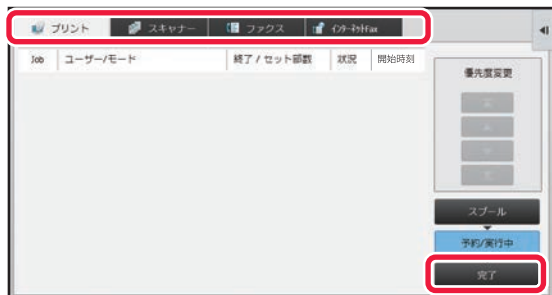 プリント スキャナー ファクス インターネットFax
Job ユーザー/モード 終了 / セット部数 状況 開始時刻
優先度変更
スプール
予約/実行中
完了